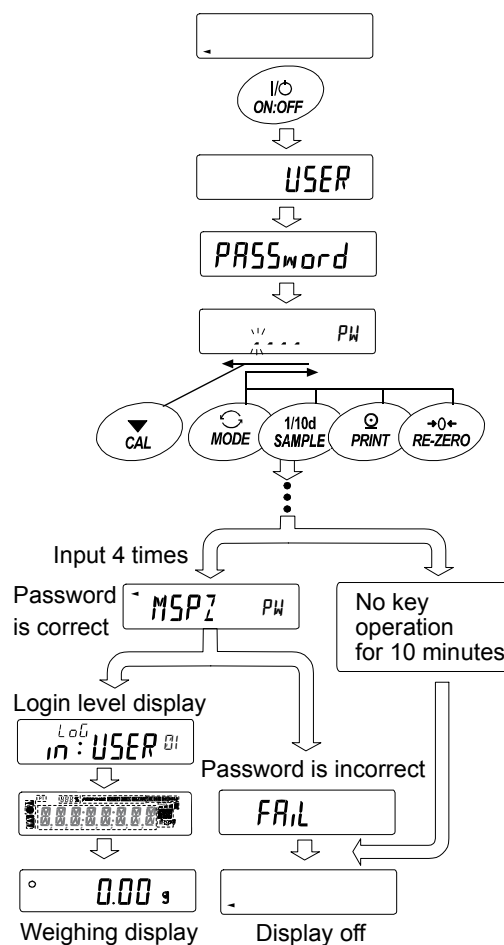 I/
ON:OFF
USER
PASSword
PW
CAL
MODE
1/10d
SAMPLE
PRINT
→0←
RE-ZERO
Input 4 times
Password
is correct
MSPZ PW
No key
operation
for 10 minutes
Login level display
LoG
in:USER 01
Password is incorrect
FAiL
0.00 g
Weighing display
Display off